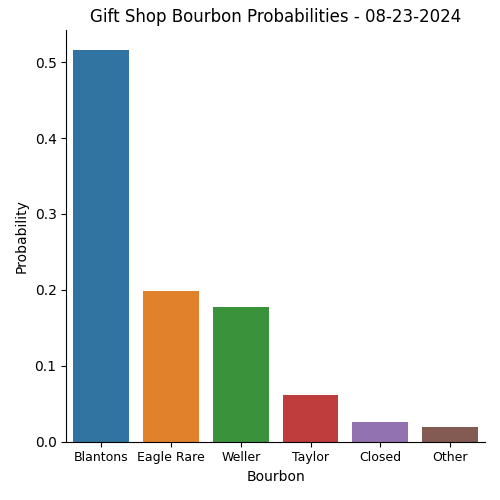 Gift Shop Bourbon Probabilities - 08-23-2024
Probability
0.5
0.4
0.3
0.2
0.1
0.0
Blantons Eagle Rare Weller Taylor Closed Other
Bourbon